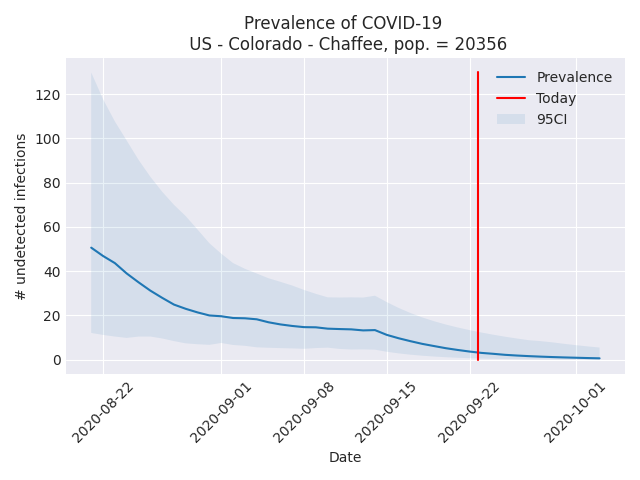 Prevalence of COVID-19
US - Colorado - Chaffee, pop. = 20356
# undetected infections
120
100
80
60
40
20
0
Prevalence
Today
95CI
2020-08-22
2020-09-01
2020-09-08
2020-09-15
2020-09-22
2020-10-01
Date